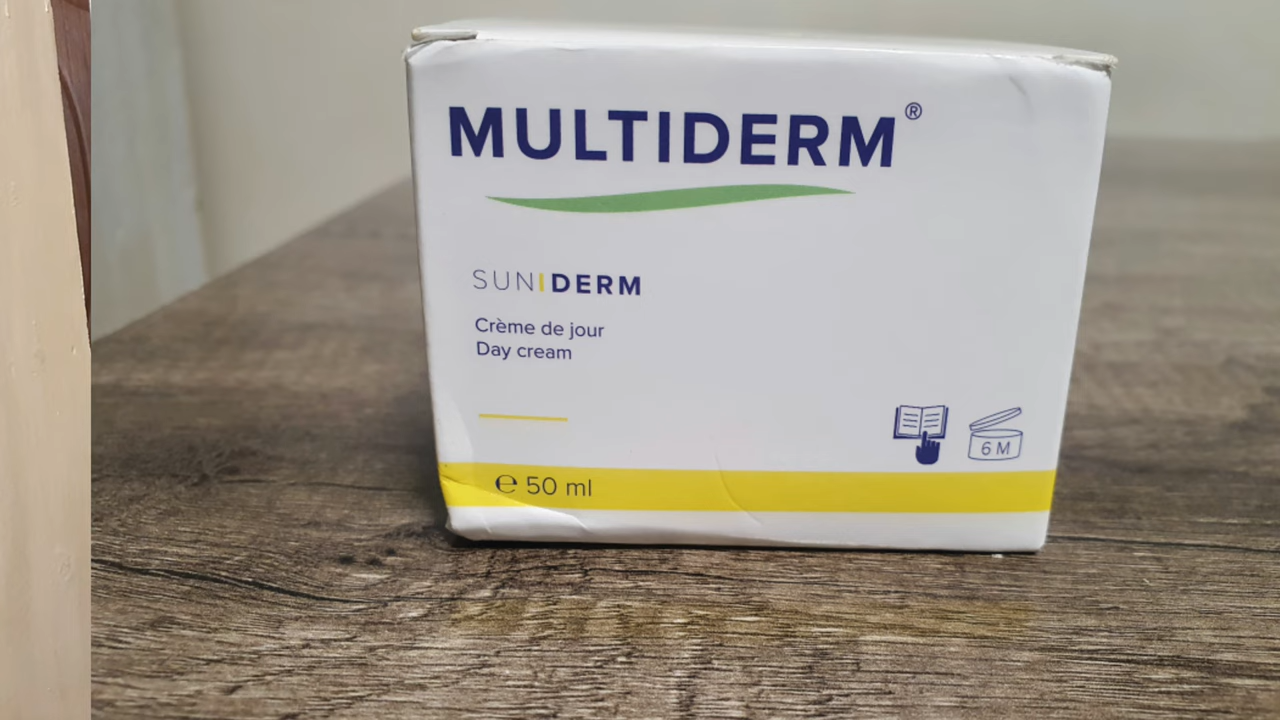 MULTIDERM®
SUNIDERM
Crème de jour
Day cream
6 M
℮ 50 ml